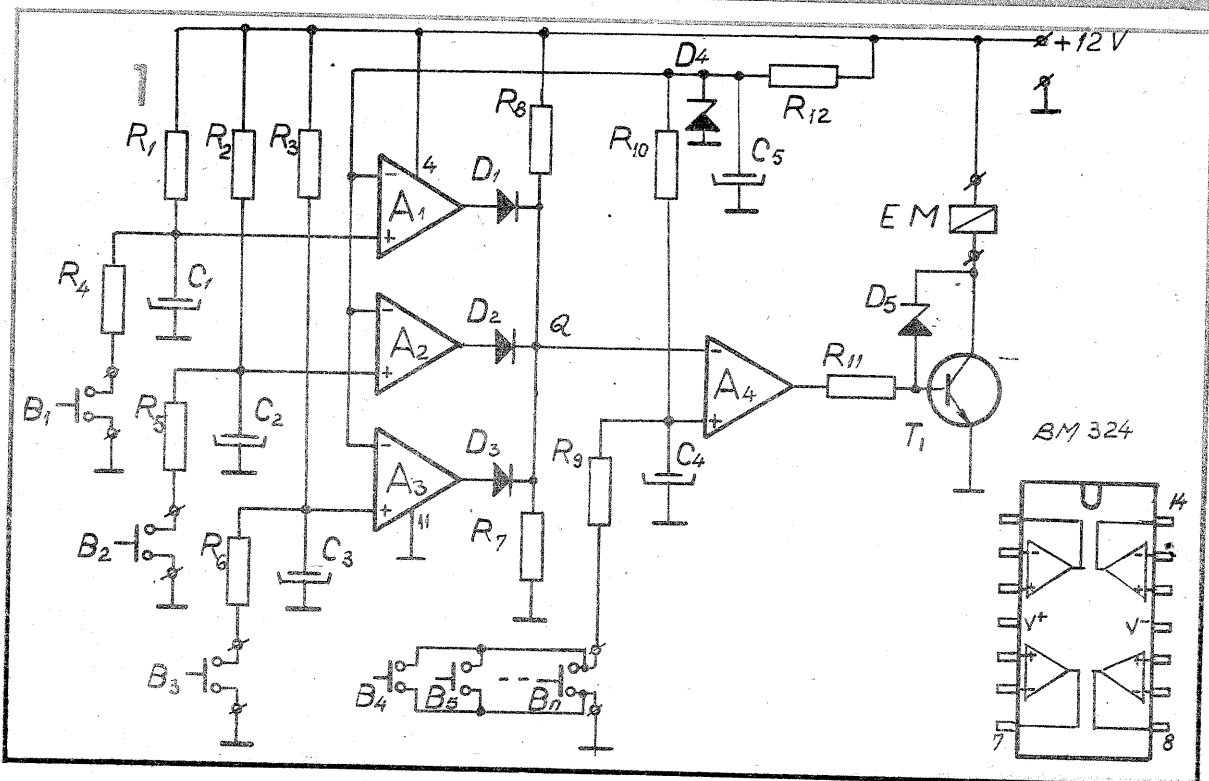 +12V
1
D4
R1
R2
R3
R8
R10
R12
C5
4
D1
A1
-
+
EM
R4
C1
D5
D2
Q
A2
-
+
R11
A4
-
+
T1
B1
R5
C2
D3
R9
C4
BM 324
A3
-
+
11
R7
B2
R6
C3
14
- -
+ +
V+ V-
+ +
- -
B3
B4
B5
--
Bn
7
8